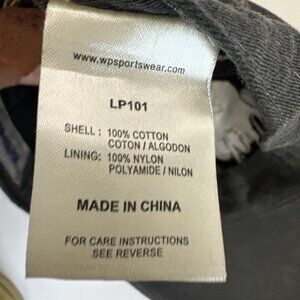 www.wpsportswear.com
LP101
SHELL : 100% COTTON
COTON / ALGODON
LINING: 100% NYLON
POLYAMIDE / NILON
MADE IN CHINA
FOR CARE INSTRUCTIONS
SEE REVERSE